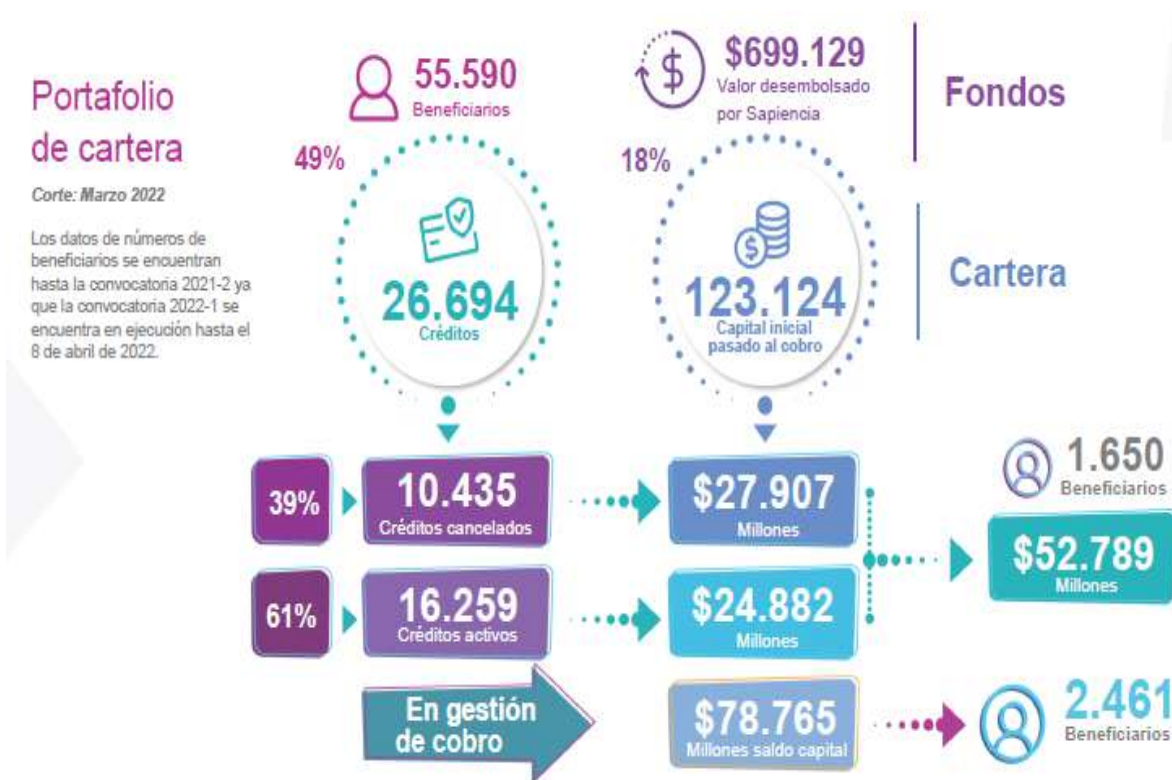 Portafolio
de cartera
Corte: Marzo 2022
Los datos de números de
beneficiarios se encuentran
hasta la convocatoria 2021-2 ya
que la convocatoria 2022-1 se
encuentra en ejecución hasta el
8 de abril de 2022.
55.590
Beneficiarios
49%
26.694
Créditos
$
$699.129
Valor desembolsado
por Sapiencia
18%
$
123.124
Capital inicial
pasado al cobro
Fondos
Cartera
39%
10.435
Créditos cancelados
$27.907
Millones
61%
16.259
Créditos activos
$24.882
Millones
1.650
Beneficiarios
$52.789
Millones
En gestión
de cobro
$78.765
Millones saldo capital
2.461
Beneficiarios